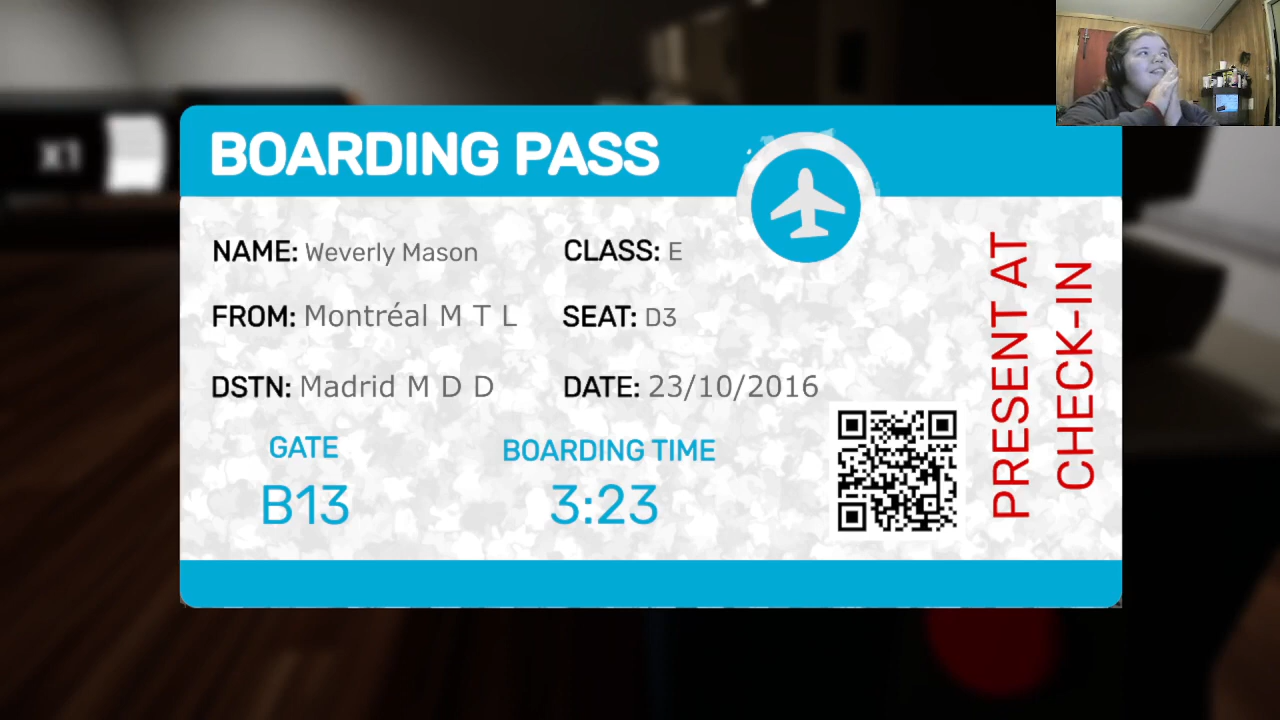 X1
BOARDING PASS
NAME: Weverly Mason
CLASS: E
FROM: Montréal M T L
SEAT: D3
DSTN: Madrid M D D
DATE: 23/10/2016
GATE
BOARDING TIME
B13
3:23
PRESENT AT
CHECK-IN